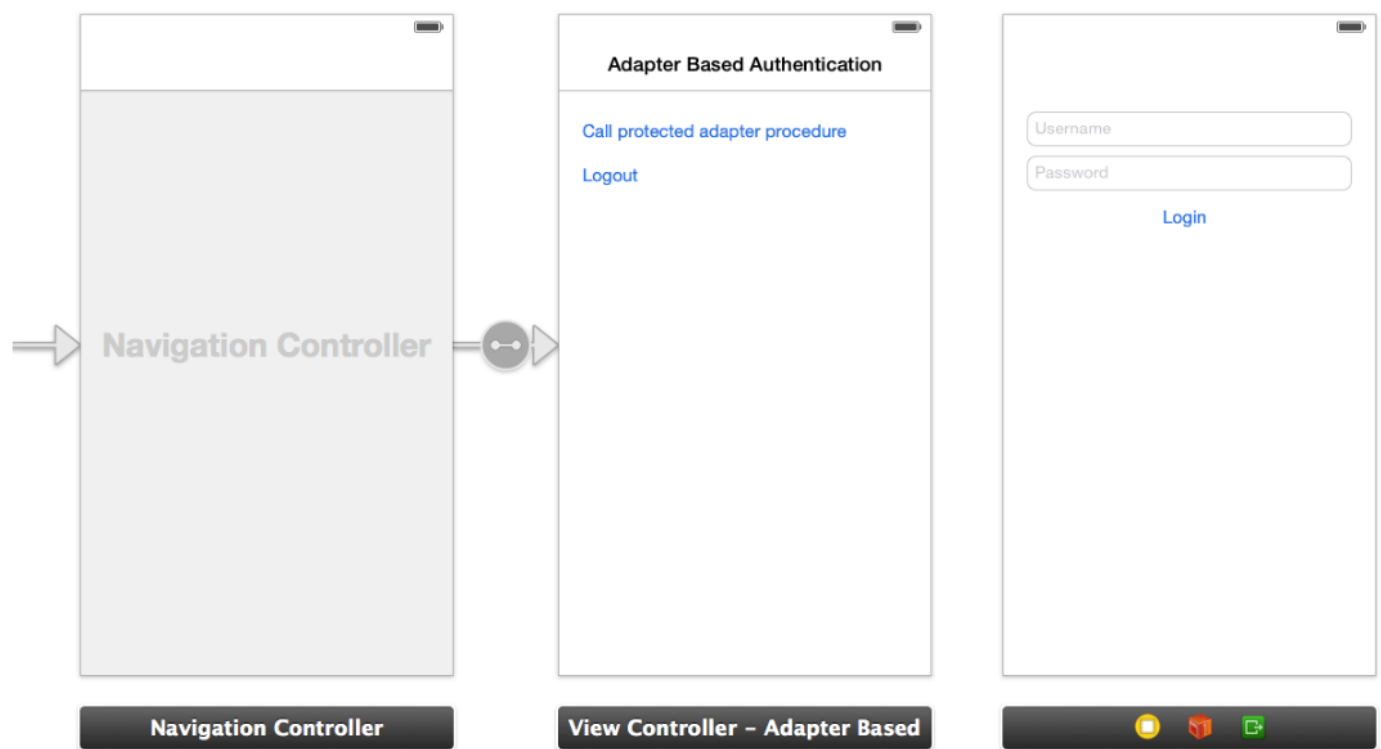 Navigation Controller
Navigation Controller
Adapter Based Authentication
Call protected adapter procedure
Logout
View Controller – Adapter Based
Username
Password
Login